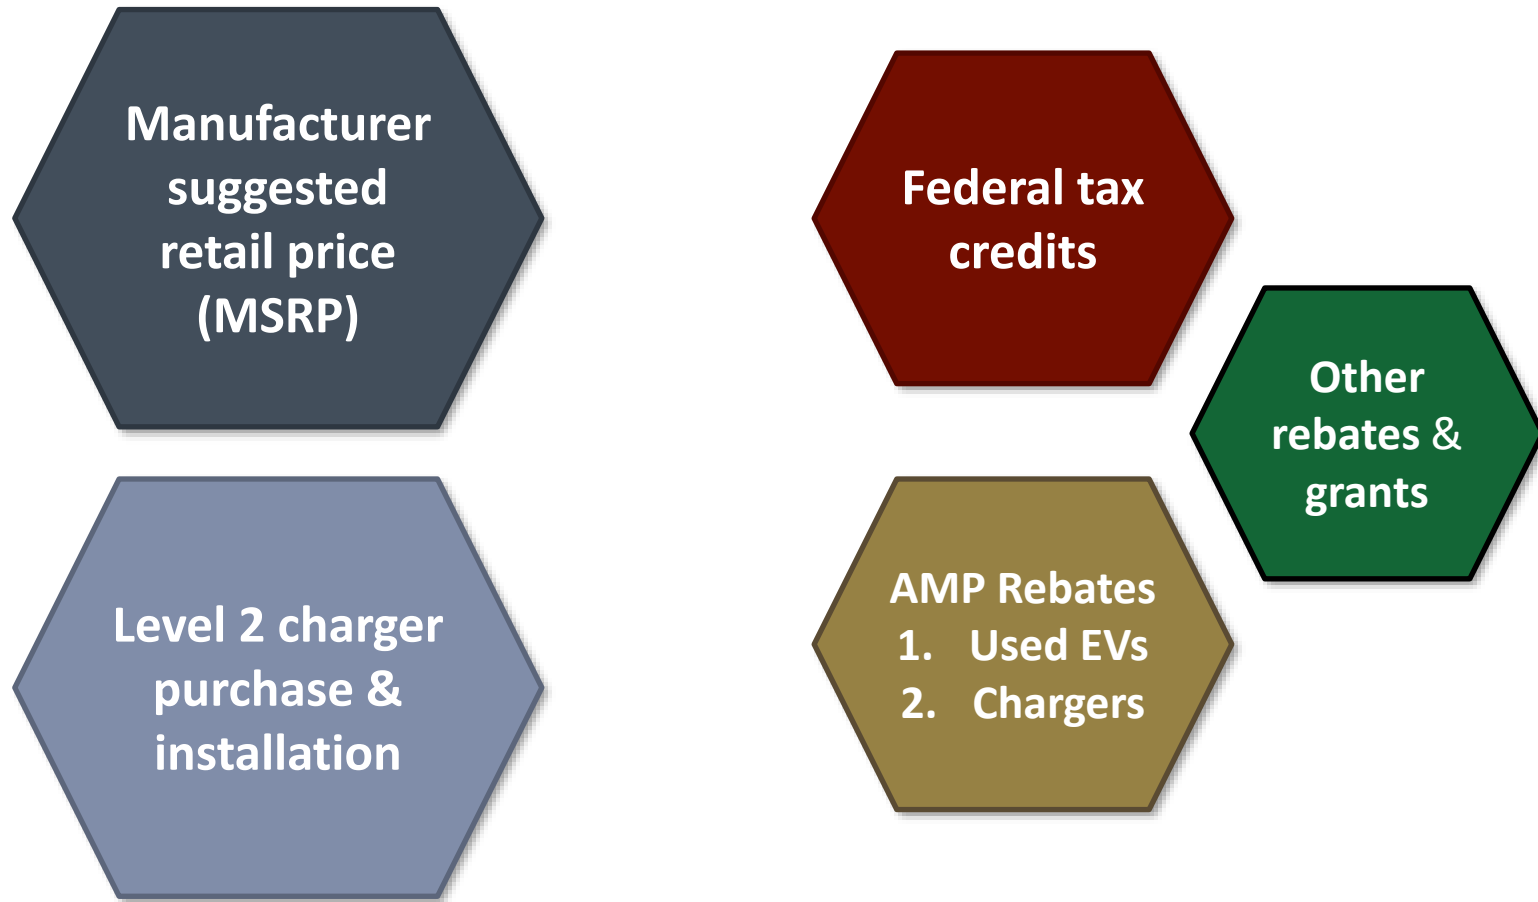 Manufacturer
suggested
retail price
(MSRP)
Level 2 charger
purchase &
installation
Federal tax
credits
Other
rebates &
grants
AMP Rebates
1. Used EVs
2. Chargers